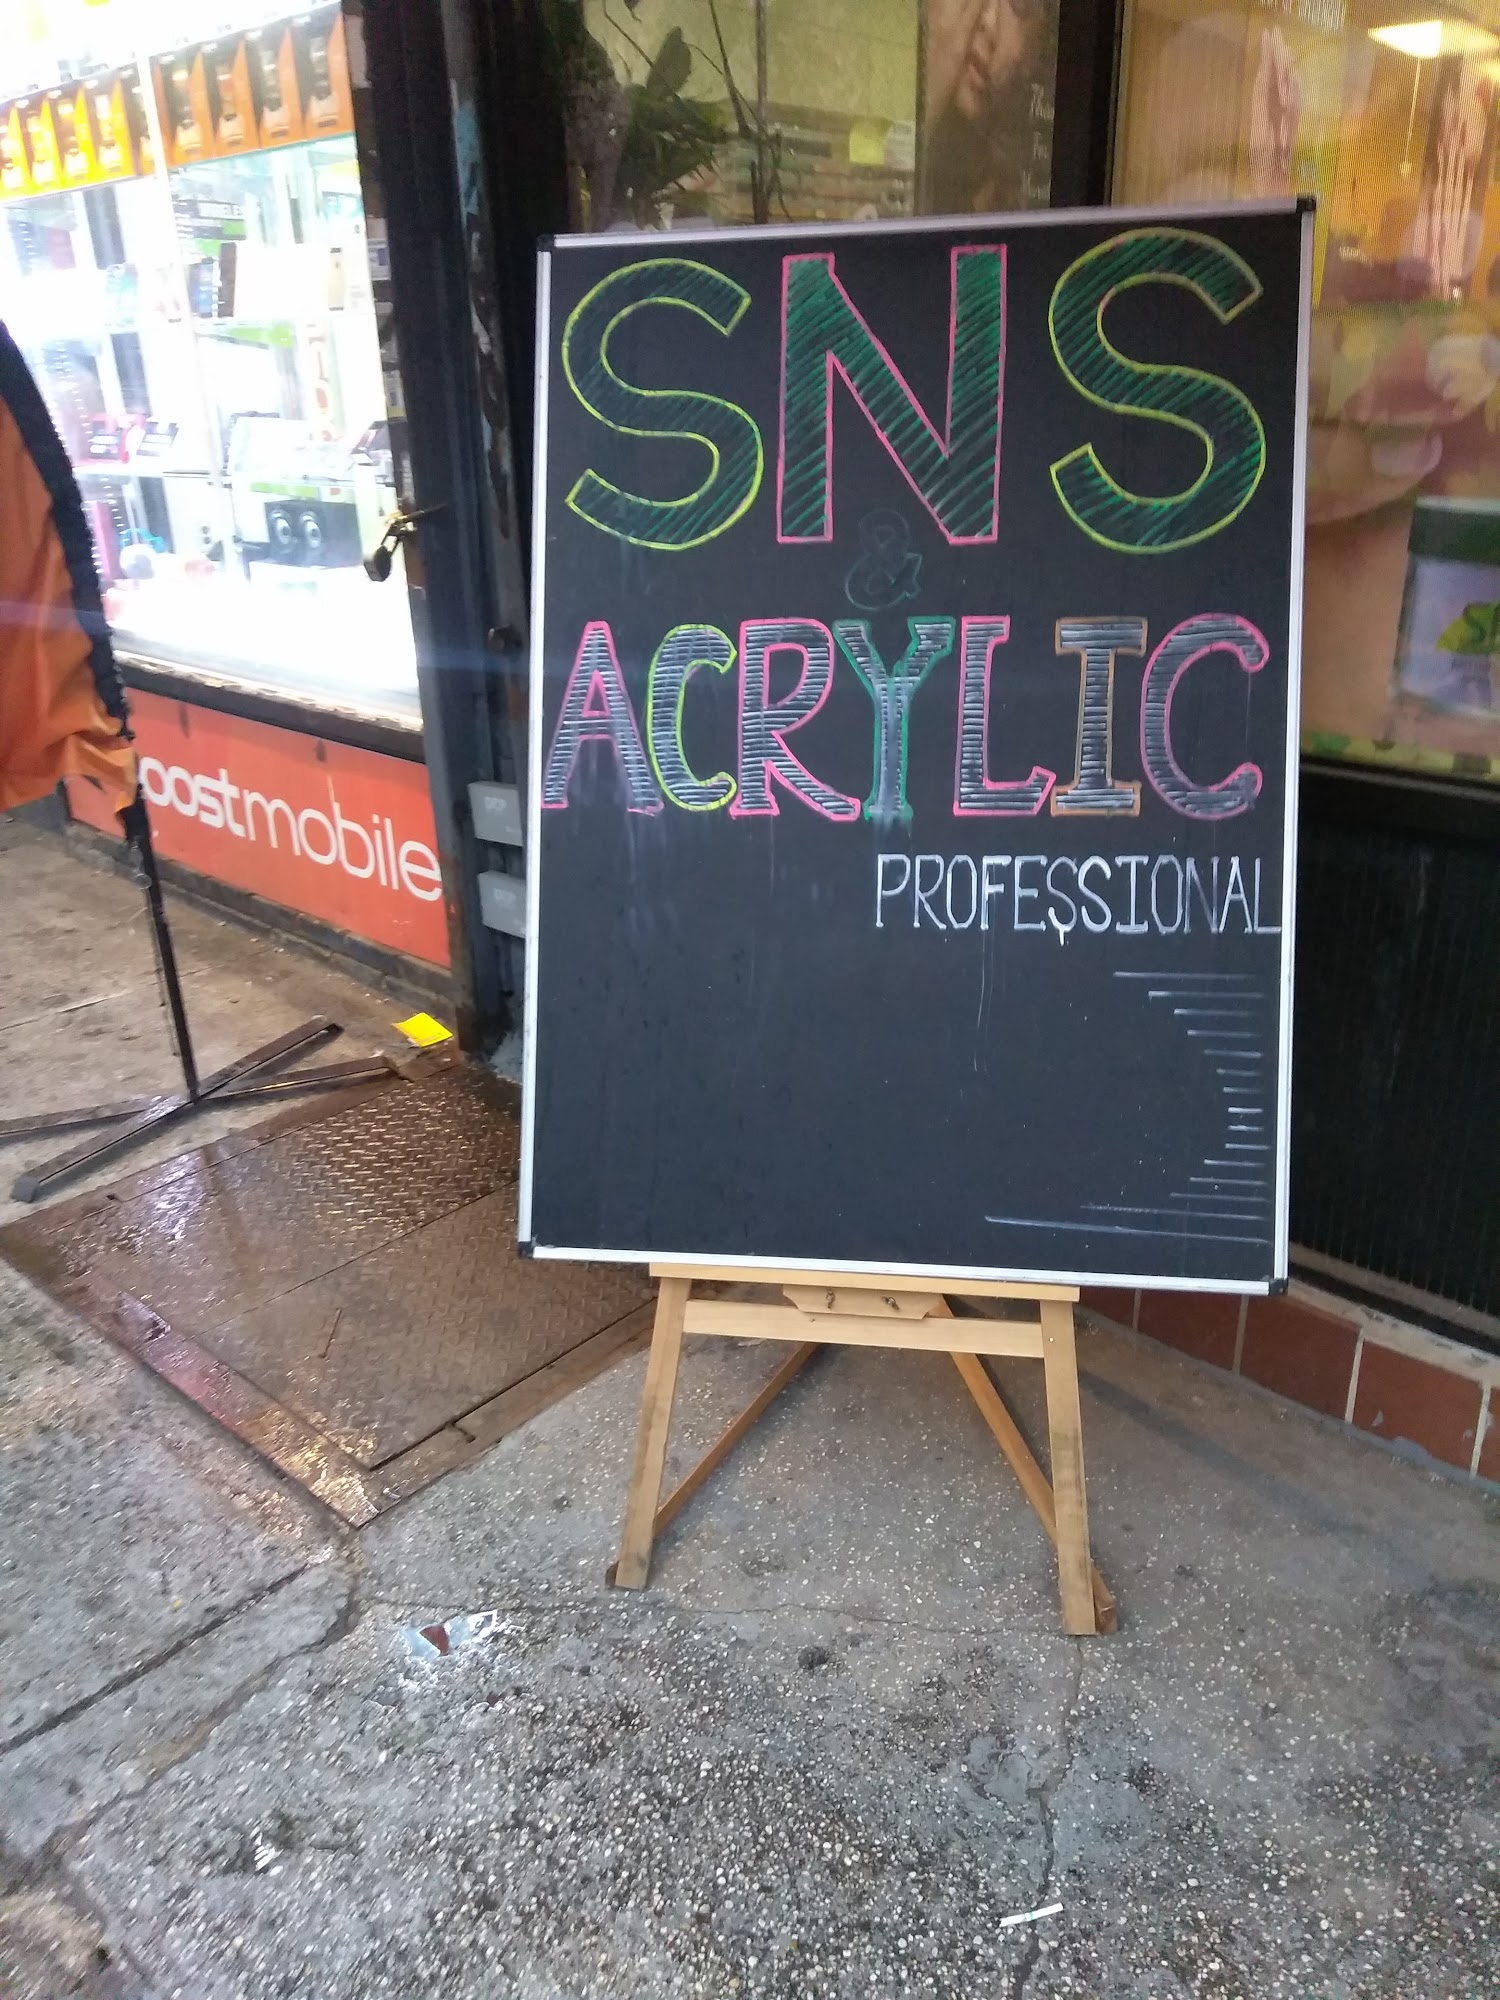 SNS
&
ACRYLIC
PROFESSIONAL
oostmobile